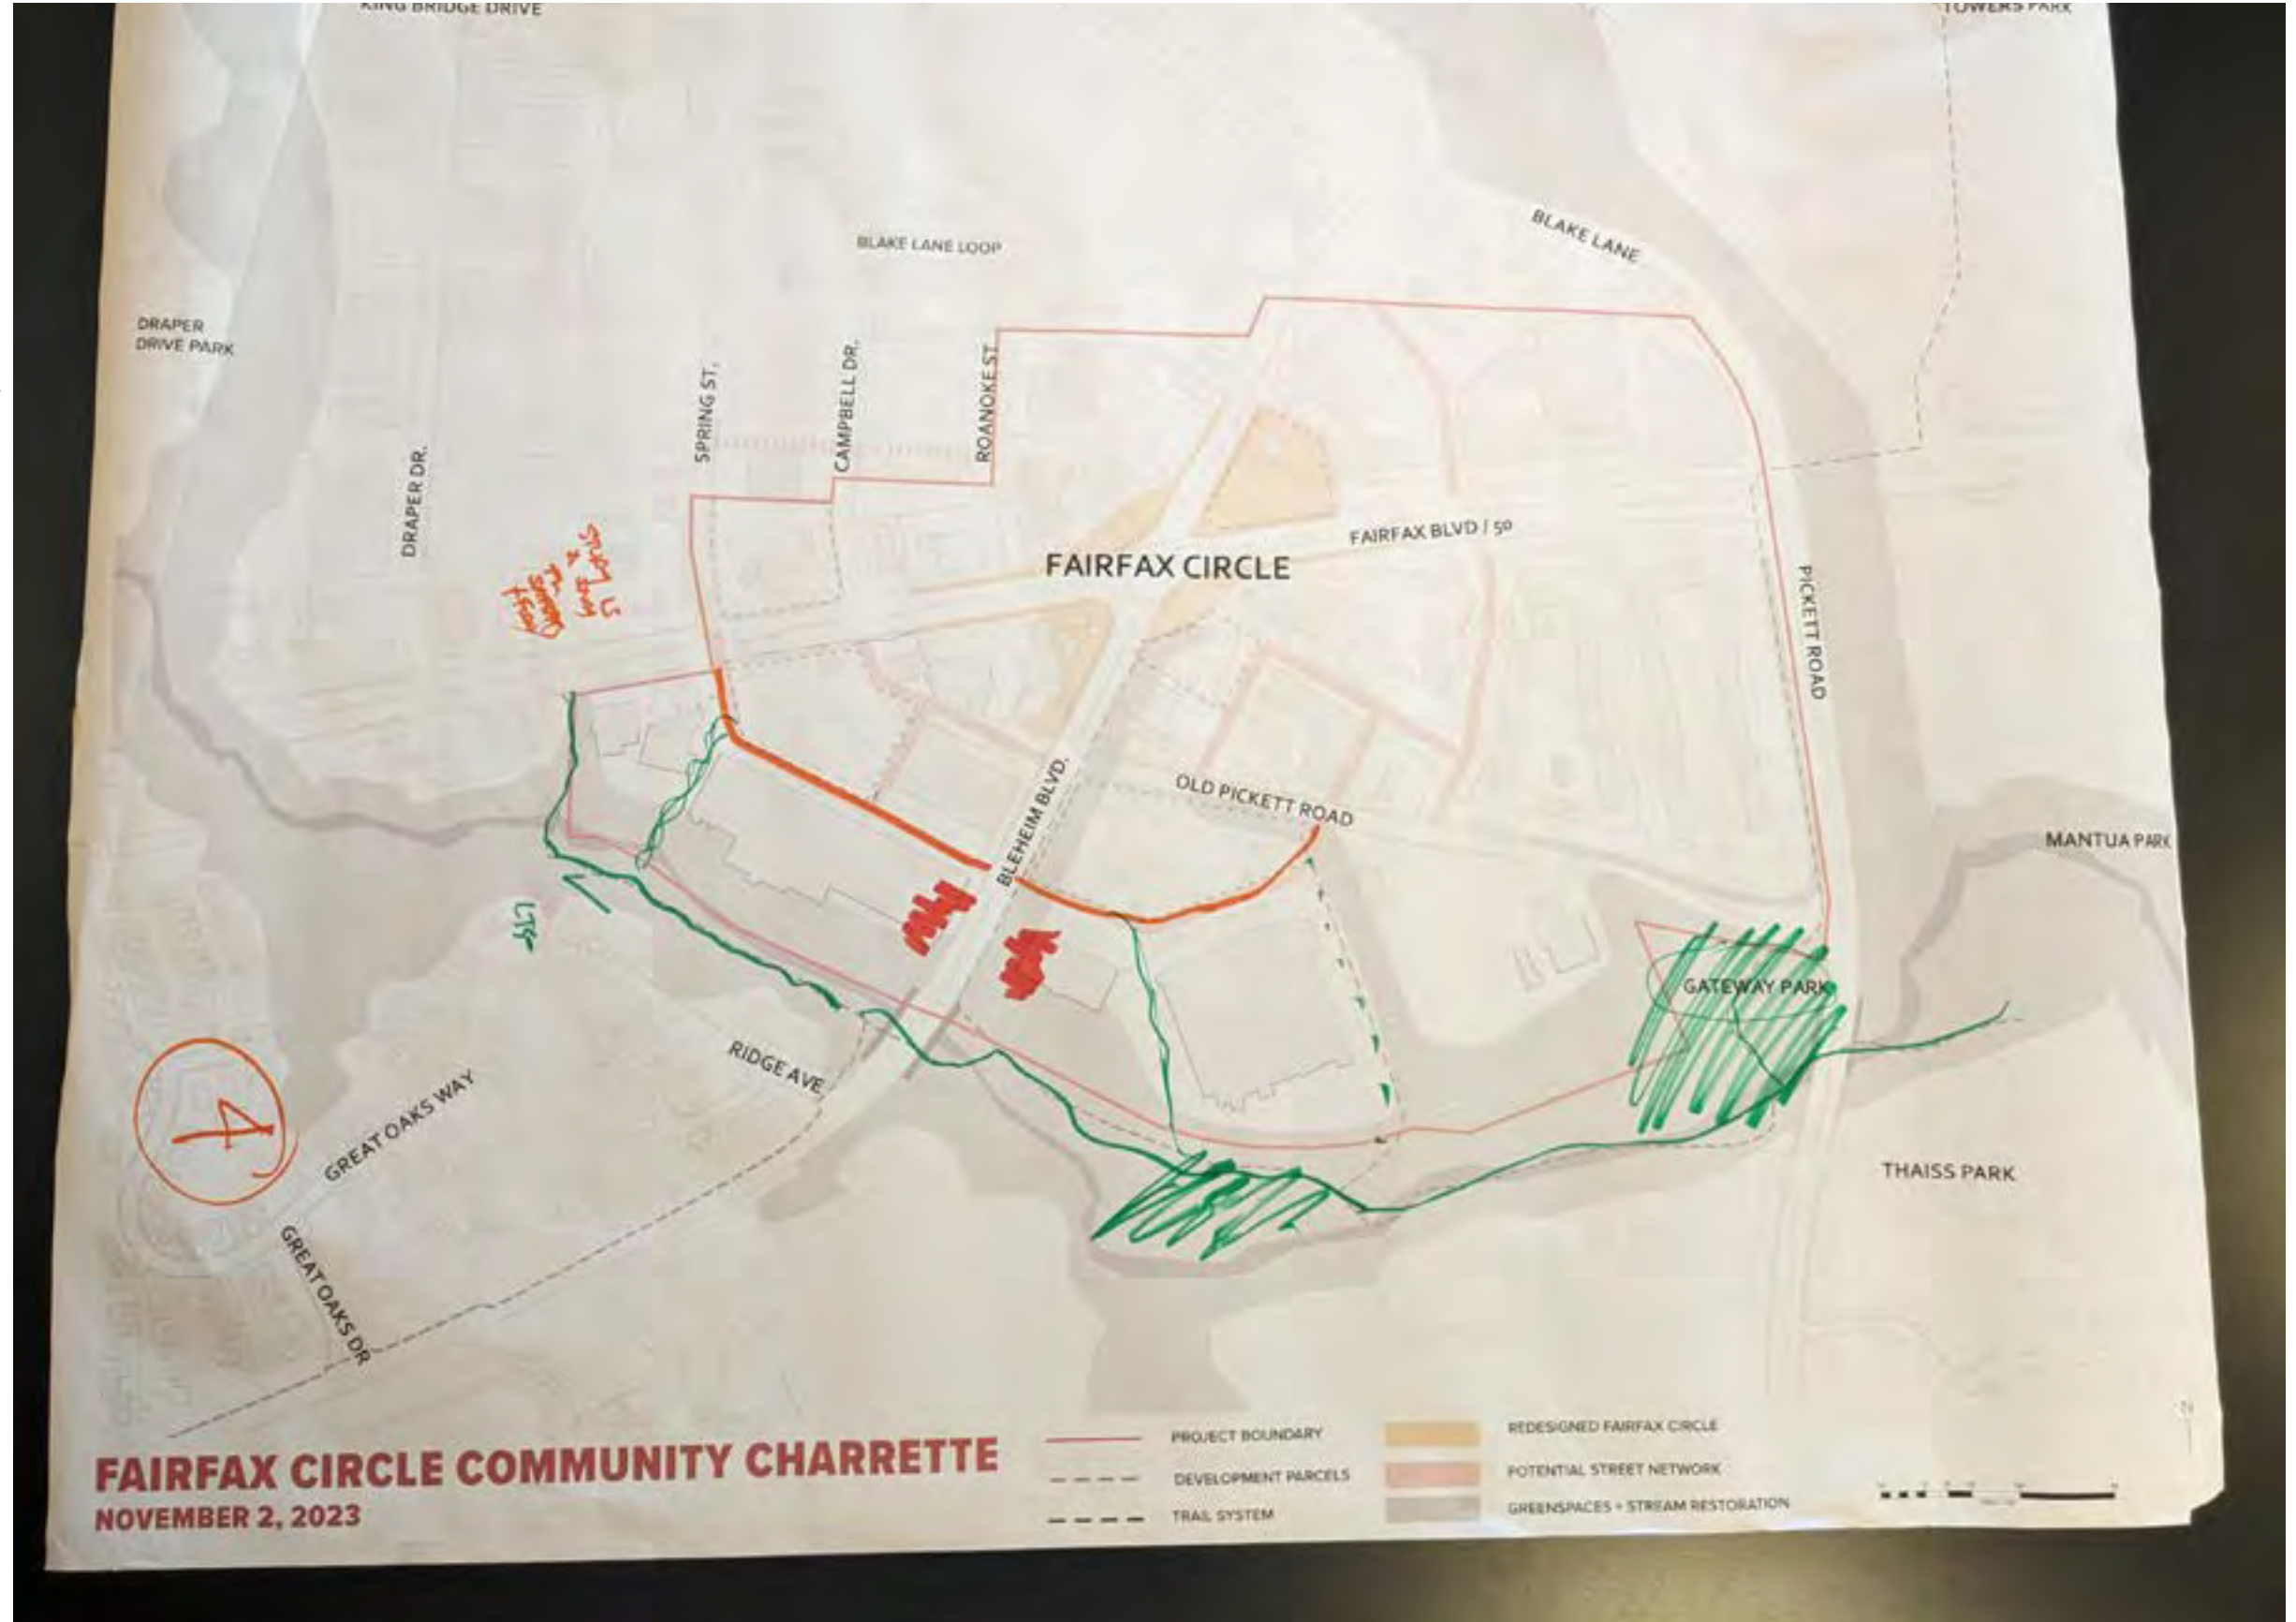 KING BRIDGE DRIVE
TOWERS PARK
BLAKE LANE
BLAKE LANE LOOP
DRAPER
DRIVE PARK
SPRING ST.
CAMPBELL DR.
ROANOKE ST.
DRAPER DR.
FAIRFAX BLVD / 50
FAIRFAX CIRCLE
PICKETT ROAD
BLEHEIM BLVD.
OLD PICKETT ROAD
MANTUA PARK
GATEWAY PARK
RIDGE AVE
GREAT OAKS WAY
THAISS PARK
GREAT OAKS DR
4
FAIRFAX CIRCLE COMMUNITY CHARRETTE
NOVEMBER 2, 2023
PROJECT BOUNDARY
DEVELOPMENT PARCELS
TRAIL SYSTEM
REDESIGNED FAIRFAX CIRCLE
POTENTIAL STREET NETWORK
GREENSPACES + STREAM RESTORATION
N